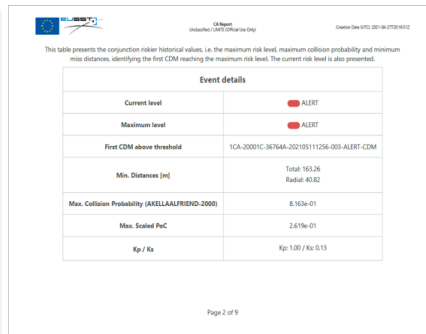 EUSST
CA Report
Unclassified / LIMITE (Official Use Only)
Creation Date (UTC): 2021-04-27T20:16:51Z
This table presents the conjunction riskier historical values, i.e. the maximum risk level, maximum collision probability and minimum
miss distances, identifying the first CDM reaching the maximum risk level. The current risk level is also presented.
Event details
Current level ALERT
Maximum level ALERT
First CDM above threshold 1CA-20001C-36764A-202105111256-003-ALERT-CDM
Min. Distances [m] Total: 163.26
Radial: 40.82
Max. Collision Probability (AKELLAALFRIEND-2000) 8.163e-01
Max. Scaled PoC 2.619e-01
Kp / Ks Kp: 1.00 / Ks: 0.13
Page 2 of 9